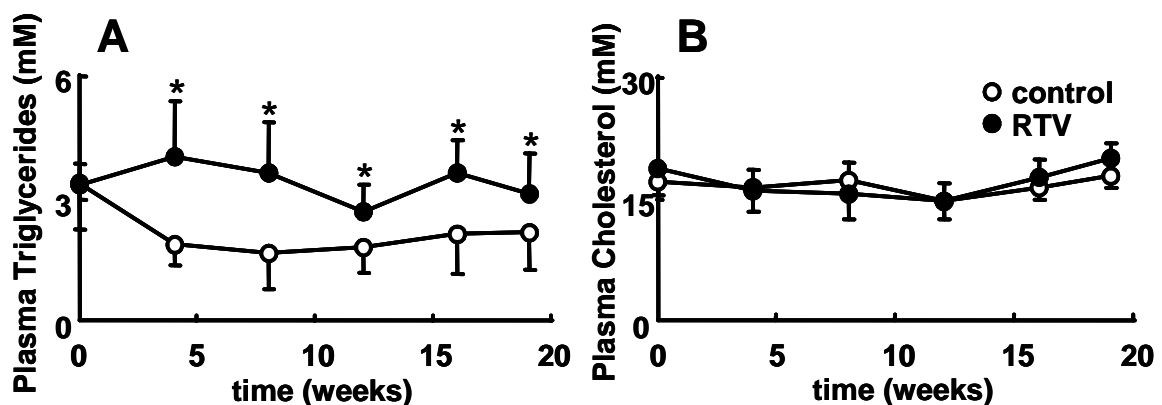 A
Plasma Triglycerides (mM)
6
3
0
* * * * *
0 5 10 15 20
time (weeks)
B
Plasma Cholesterol (mM)
30
15
0
control
RTV
0 5 10 15 20
time (weeks)